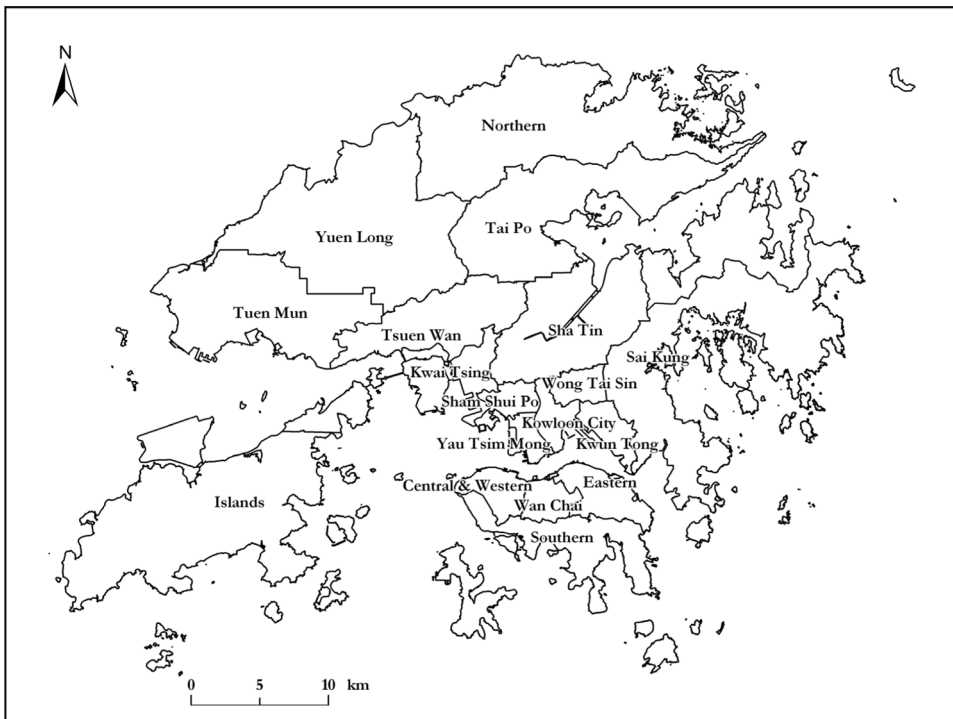 N
Northern
Tai Po
Yuen Long
Tuen Mun
Sha Tin
Tsuen Wan
Sai Kung
Kwai Tsing
Wong Tai Sin
Sham Shui Po
Kowloon City
Yau Tsim Mong
Kwun Tong
Central & Western
Eastern
Islands
Wan Chai
Southern
0 5 10 km